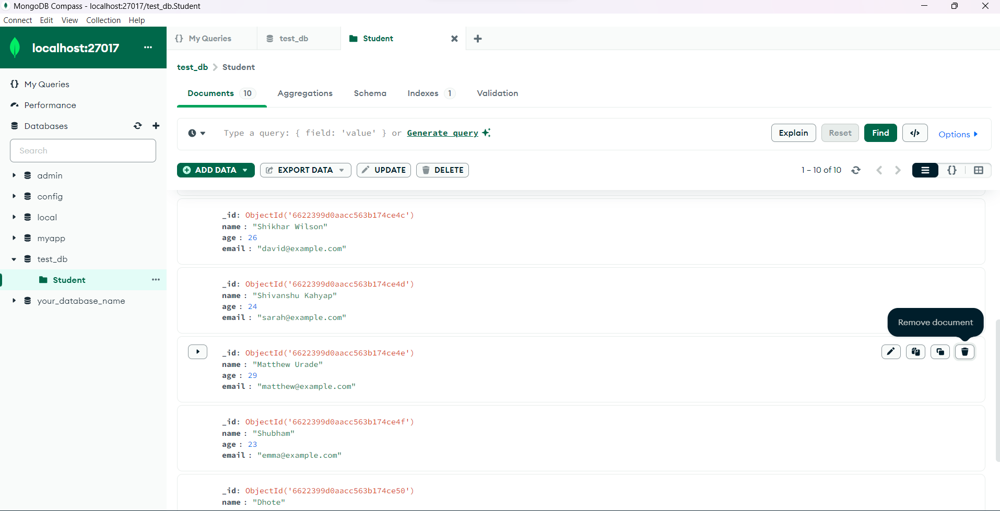 MongoDB Compass - localhost:27017/test_db.Student
Connect Edit View Collection Help
localhost:27017 ...
My Queries
Performance
Databases
Search
admin
config
local
myapp
test_db
Student ...
your_database_name
{} My Queries
test_db
Student
test_db > Student
Documents 10 Aggregations Schema Indexes 1 Validation
Type a query: { field: 'value' } or Generate query
Explain Reset Find </> Options
ADD DATA EXPORT DATA UPDATE DELETE
1 – 10 of 10 {}
_id: ObjectId('6622399d0aacc563b174ce4c')
name : "Shikhar Wilson"
age : 26
email : "david@example.com"
_id: ObjectId('6622399d0aacc563b174ce4d')
name : "Shivanshu Kahyap"
age : 24
email : "sarah@example.com"
Remove document
_id: ObjectId('6622399d0aacc563b174ce4e')
name : "Matthew Urade"
age : 29
email : "matthew@example.com"
_id: ObjectId('6622399d0aacc563b174ce4f')
name : "Shubham"
age : 23
email : "emma@example.com"
_id: ObjectId('6622399d0aacc563b174ce50')
name : "Dhote"